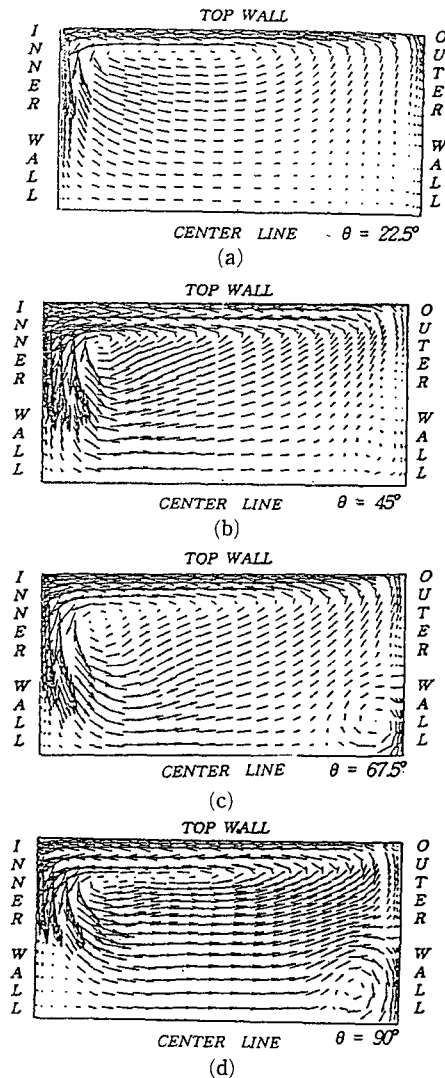 TOP WALL
INNER WALL
OUTER WALL
CENTER LINE θ = 22.5°
(a)
TOP WALL
INNER WALL
OUTER WALL
CENTER LINE θ = 45°
(b)
TOP WALL
INNER WALL
OUTER WALL
CENTER LINE θ = 67.5°
(c)
TOP WALL
INNER WALL
OUTER WALL
CENTER LINE θ = 90°
(d)